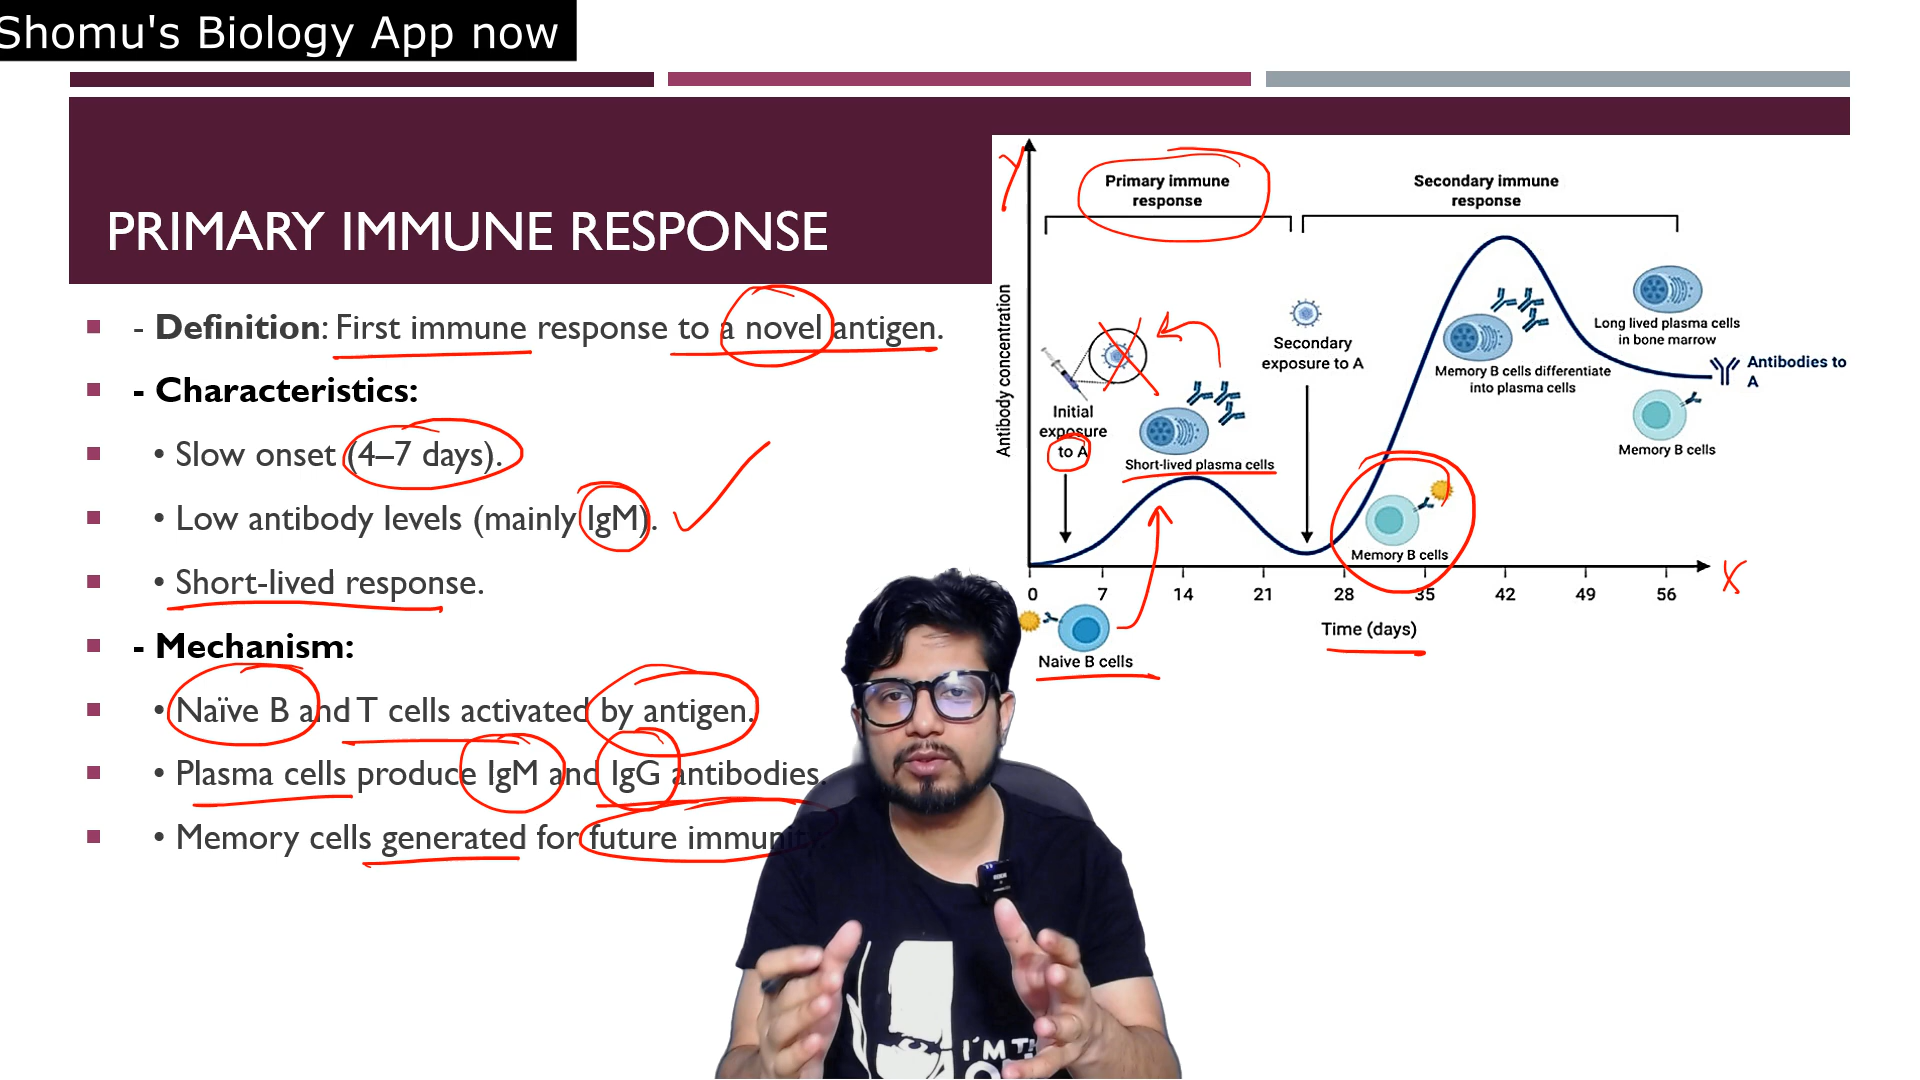 Shomu's Biology App now
PRIMARY IMMUNE RESPONSE
- Definition: First immune response to a novel antigen.
- Characteristics:
• Slow onset (4–7 days).
• Low antibody levels (mainly IgM).
• Short-lived response.
- Mechanism:
• Naïve B and T cells activated by antigen.
• Plasma cells produce IgM and IgG antibodies.
• Memory cells generated for future immunity.
Y
Antibody concentration
Primary immune
response
Secondary immune
response
Initial
exposure
to A
Short-lived plasma cells
Secondary
exposure to A
Memory B cells differentiate
into plasma cells
Long lived plasma cells
in bone marrow
Antibodies to
A
Memory B cells
Memory B cells
X
0 7 14 21 28 35 42 49 56
Time (days)
Naive B cells
I'M TH